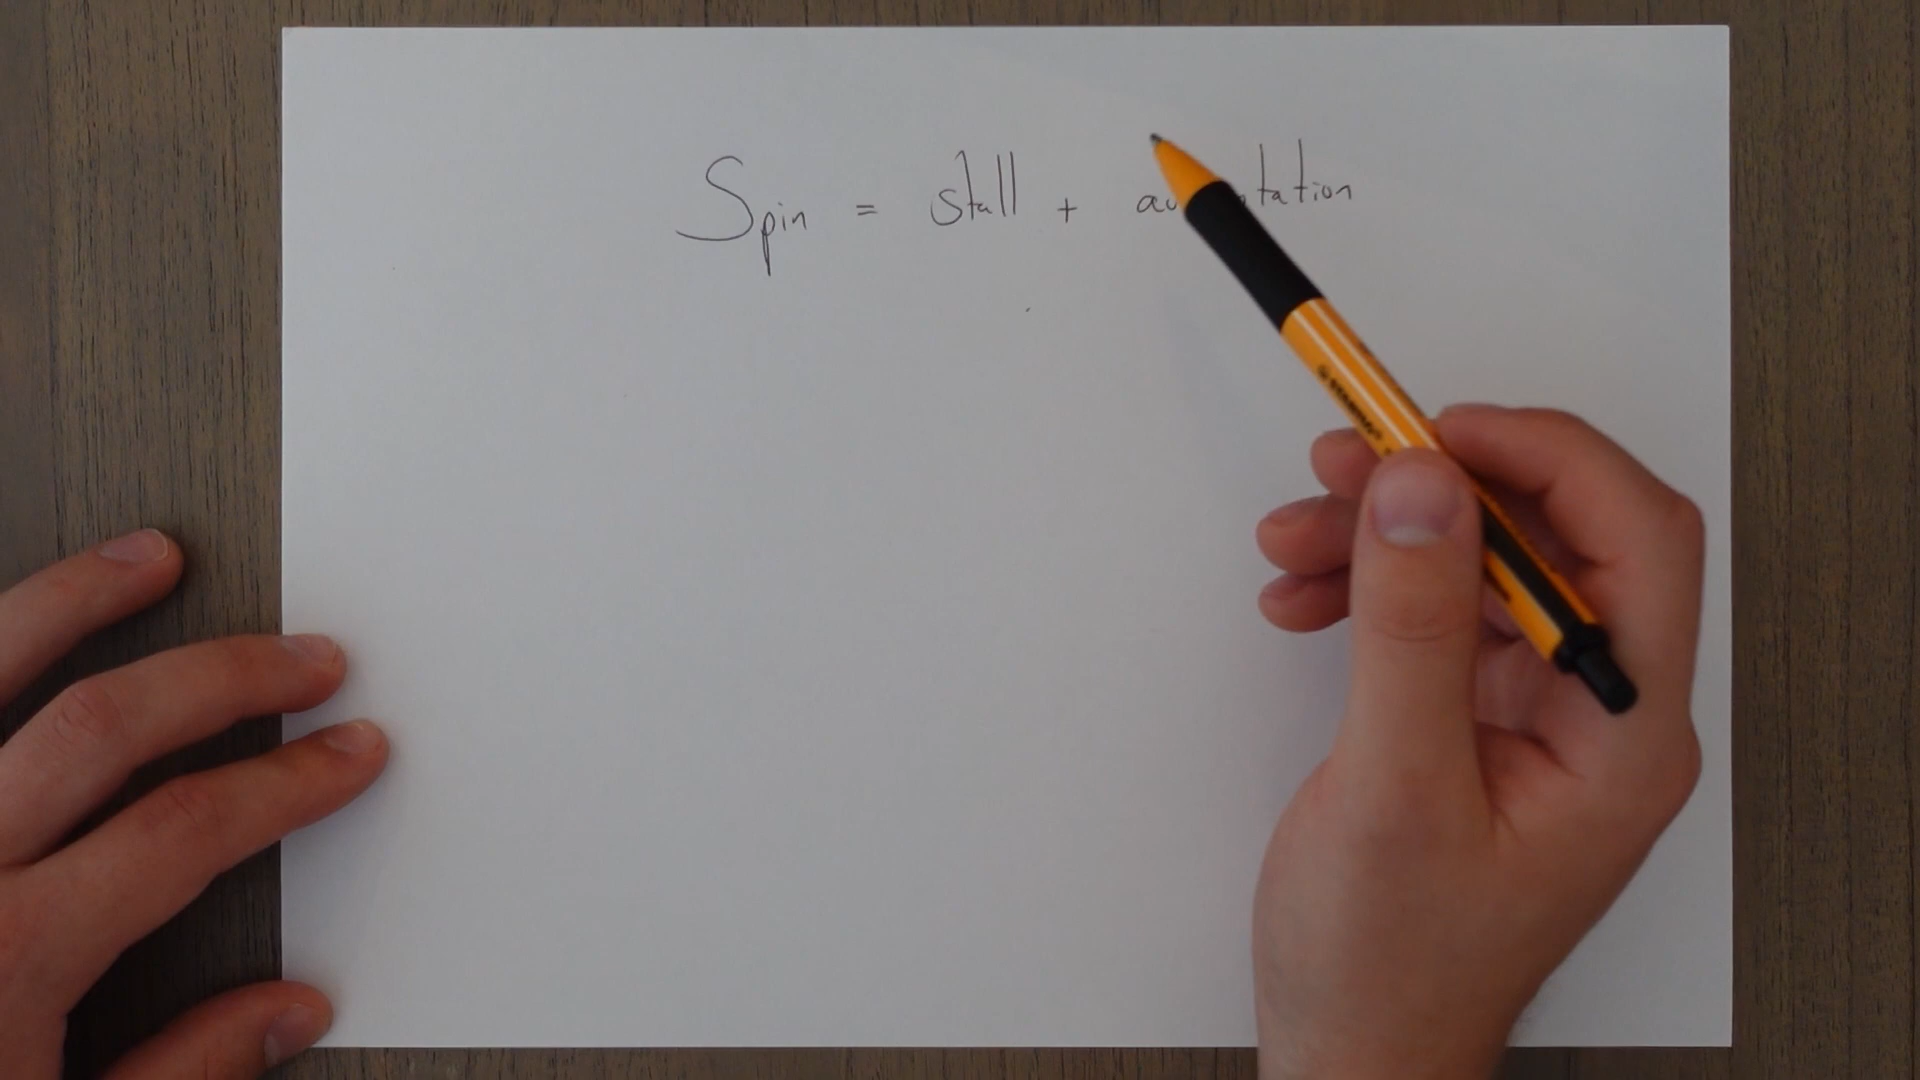 Spin = stall +